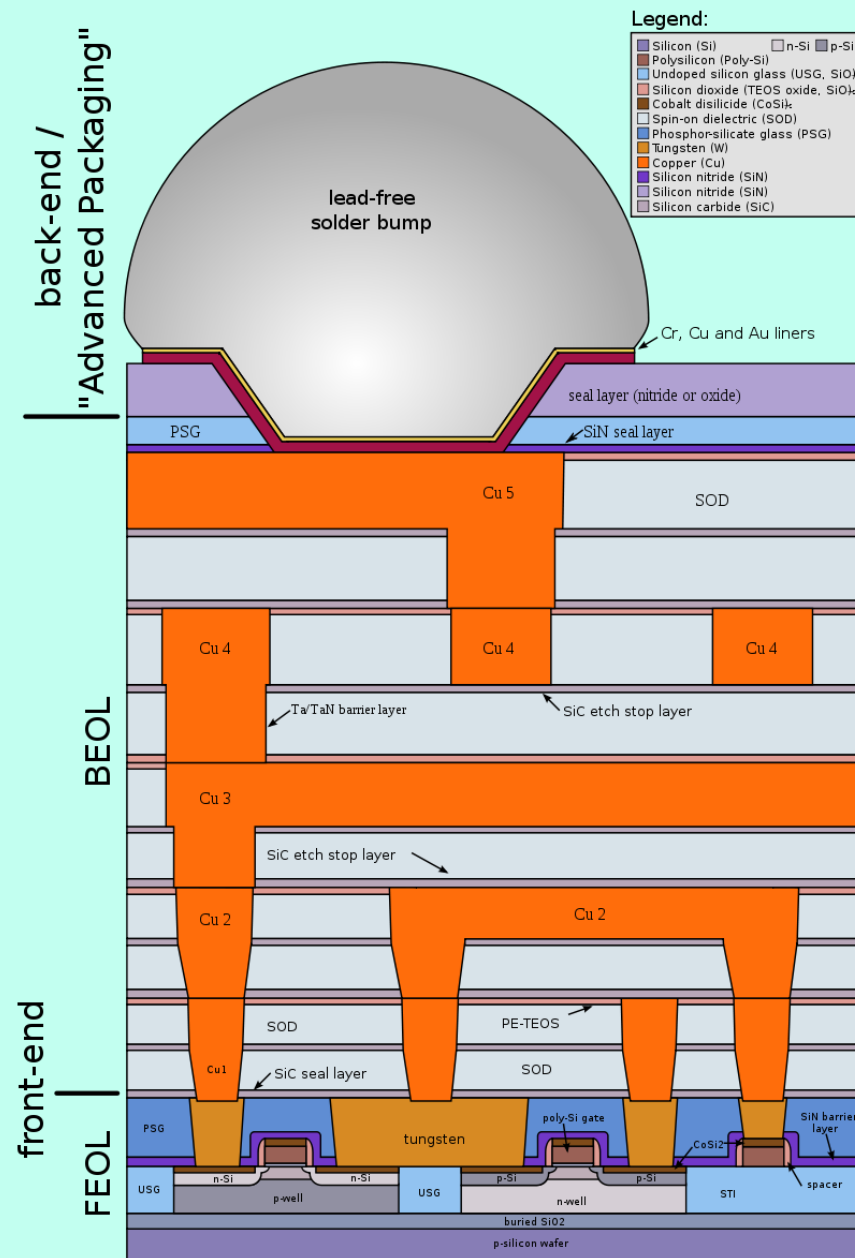 Legend:
Silicon (Si)
n-Si
p-Si
Polysilicon (Poly-Si)
Undoped silicon glass (USG, SiO)
Silicon dioxide (TEOS oxide, SiO)2
Cobalt disilicide (CoSi)2
Spin-on dielectric (SOD)
Phosphor-silicate glass (PSG)
Tungsten (W)
Copper (Cu)
Silicon nitride (SiN)
Silicon nitride (SiN)
Silicon carbide (SiC)
back-end /
"Advanced Packaging"
lead-free
solder bump
Cr, Cu and Au liners
seal layer (nitride or oxide)
PSG
SiN seal layer
Cu 5
SOD
BEOL
Cu 4
Cu 4
Cu 4
Ta/TaN barrier layer
SiC etch stop layer
Cu 3
SiC etch stop layer
Cu 2
Cu 2
front-end
SOD
PE-TEOS
Cu1
SiC seal layer
SOD
FEOL
PSG
tungsten
poly-Si gate
SiN barrier
layer
CoSi2
spacer
USG
n-Si
n-Si
p-well
USG
p-Si
p-Si
n-well
STI
buried SiO2
p-silicon wafer